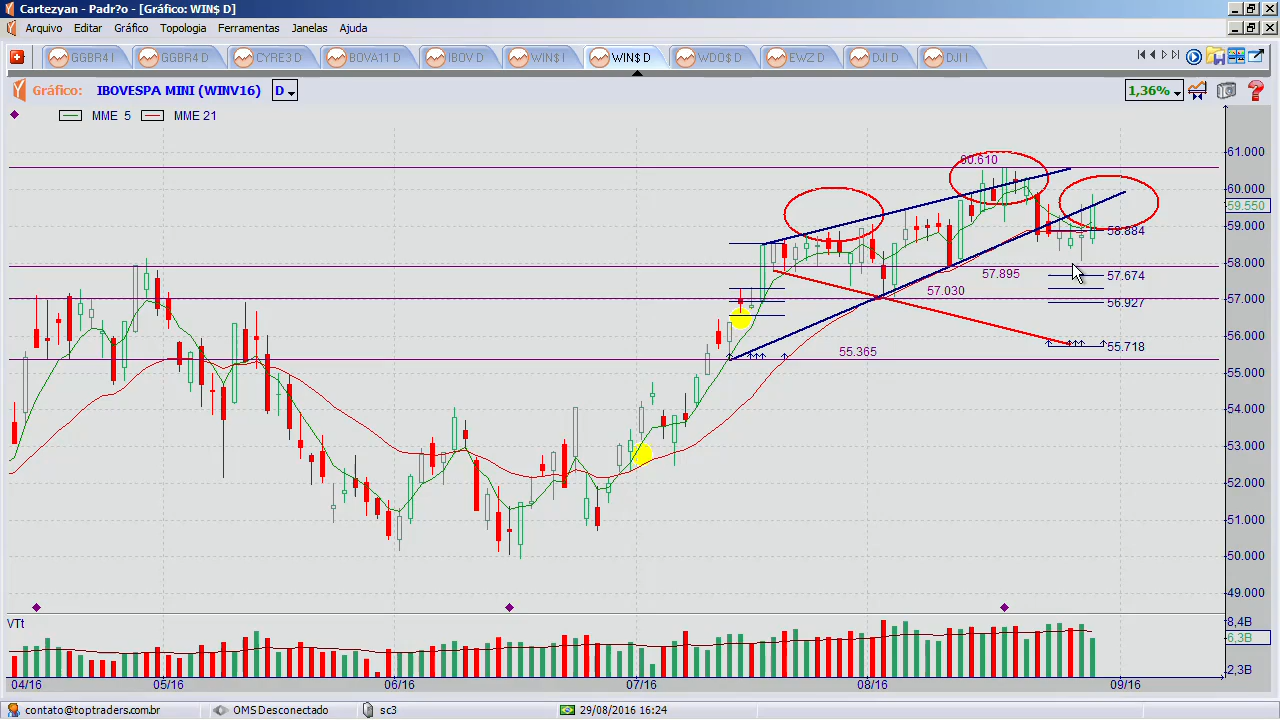 Cartezyan - Padr?o - [Gráfico: WIN$ D]
Arquivo Editar Gráfico Topologia Ferramentas Janelas Ajuda
GGBR4 I GGBR4 D CYRE3 D BOVA11 D IBOV D WIN$ I WIN$ D WDO$ D EWZ D DJI D DJI I
Gráfico: IBOVESPA MINI (WINV16) D 1,36%
MME 5 MME 21
61.000
60.610
60.000
59.550
59.000
58.884
58.000
57.895
57.674
57.030
57.000
56.927
56.000
55.718
55.365
55.000
54.000
53.000
52.000
51.000
50.000
49.000
VTt
8,4B
6,3B
2,3B
04/16 05/16 06/16 07/16 08/16 09/16
contato@toptraders.com.br OMS Desconectado sc3 29/08/2016 16:24